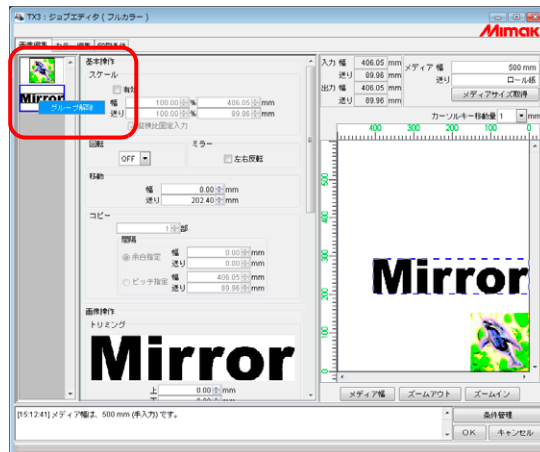 TX3 : ジョブエディタ ( フルカラー )
Mimaki
基本操作
スケール
有効
幅 100.00 % 406.05 mm
送り 100.00 % 89.96 mm
縦横比固定入力
Mirror
グループ解除
回転
OFF
ミラー
左右反転
移動
幅 0.00 mm
送り 202.40 mm
コピー
1 部
間隔
余白指定
幅 0.00 mm
送り 0.00 mm
ピッチ指定
幅 406.05 mm
送り 89.96 mm
画像操作
トリミング
Mirror
上 0.00 mm
入力 幅 406.05 mm
送り 89.96 mm
出力 幅 406.05 mm
送り 89.96 mm
メディア 幅 500 mm
送り ロール紙
メディアサイズ取得
カーソルキー移動量 1 mm
400 300 200 100 0
Mirror
メディア幅
ズームアウト
ズームイン
[15:12:41] メディア幅は、500 mm (手入力) です。
条件管理
OK
キャンセル